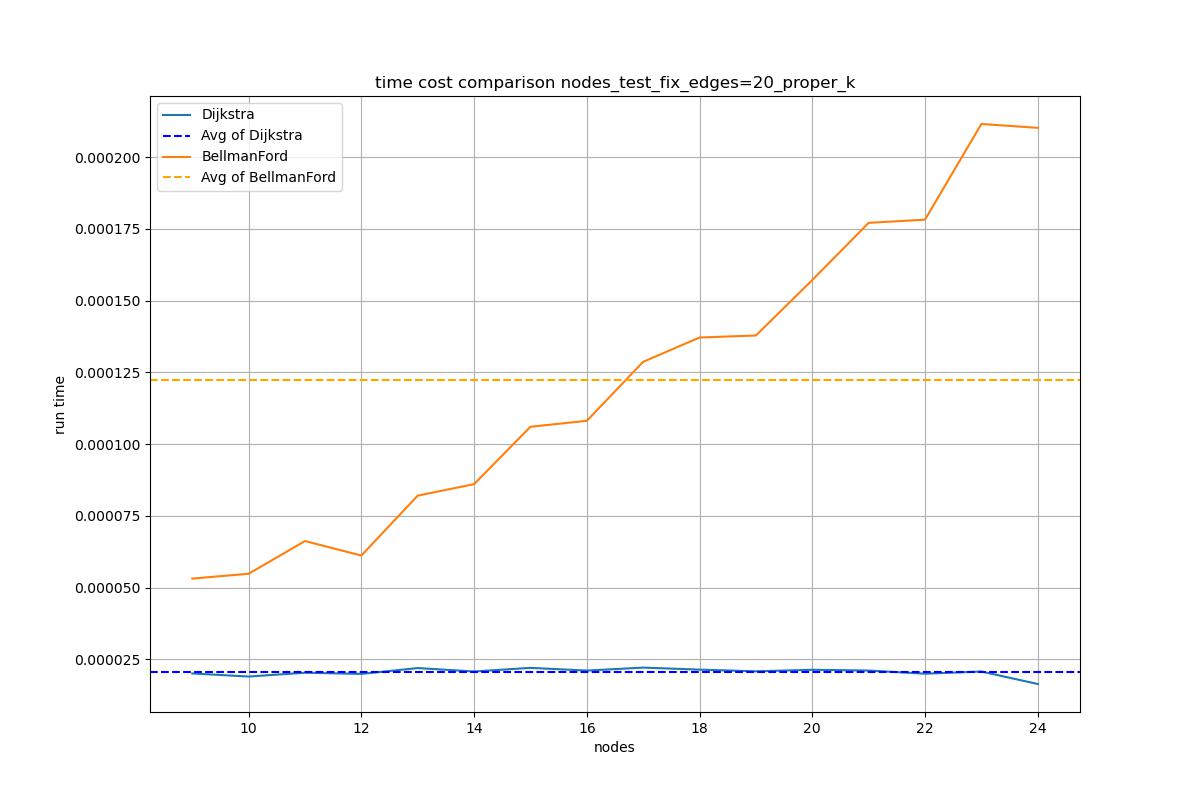 time cost comparison nodes_test_fix_edges=20_proper_k
Dijkstra
Avg of Dijkstra
BellmanFord
Avg of BellmanFord
0.000200
0.000175
0.000150
0.000125
0.000100
0.000075
0.000050
0.000025
run time
10 12 14 16 18 20 22 24
nodes